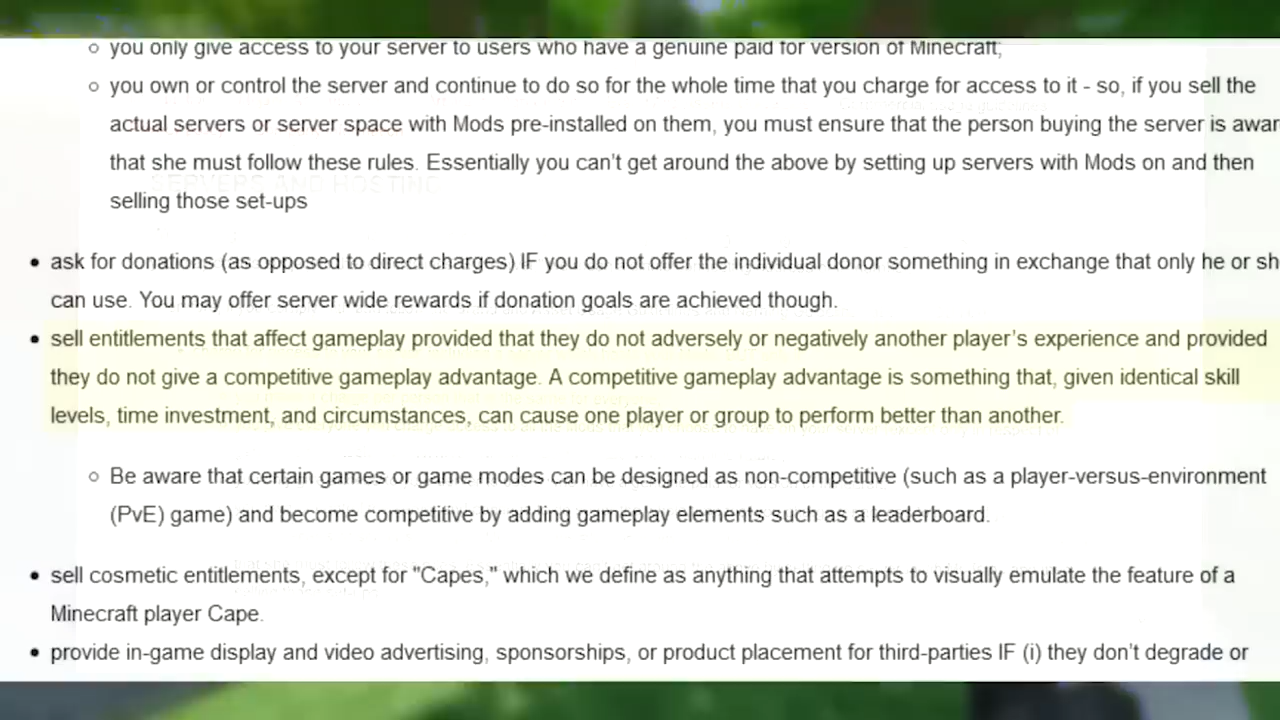 you only give access to your server to users who have a genuine paid for version of Minecraft;
you own or control the server and continue to do so for the whole time that you charge for access to it - so, if you sell the
actual servers or server space with Mods pre-installed on them, you must ensure that the person buying the server is
that she must follow these rules. Essentially you can't get around the above by setting up servers with Mods on and then
selling those set-ups
ask for donations (as opposed to direct charges) IF you do not offer the individual donor something in exchange that only he or
can use. You may offer server wide rewards if donation goals are achieved though.
sell entitlements that affect gameplay provided that they do not adversely or negatively another player's experience and provided
they do not give a competitive gameplay advantage. A competitive gameplay advantage is something that, given identical skill
levels, time investment, and circumstances, can cause one player or group to perform better than another.
Be aware that certain games or game modes can be designed as non-competitive (such as a player-versus-environment
(PvE) game) and become competitive by adding gameplay elements such as a leaderboard.
sell cosmetic entitlements, except for "Capes," which we define as anything that attempts to visually emulate the feature of a
Minecraft player Cape.
provide in-game display and video advertising, sponsorships, or product placement for third-parties IF (i) they don't degrade or